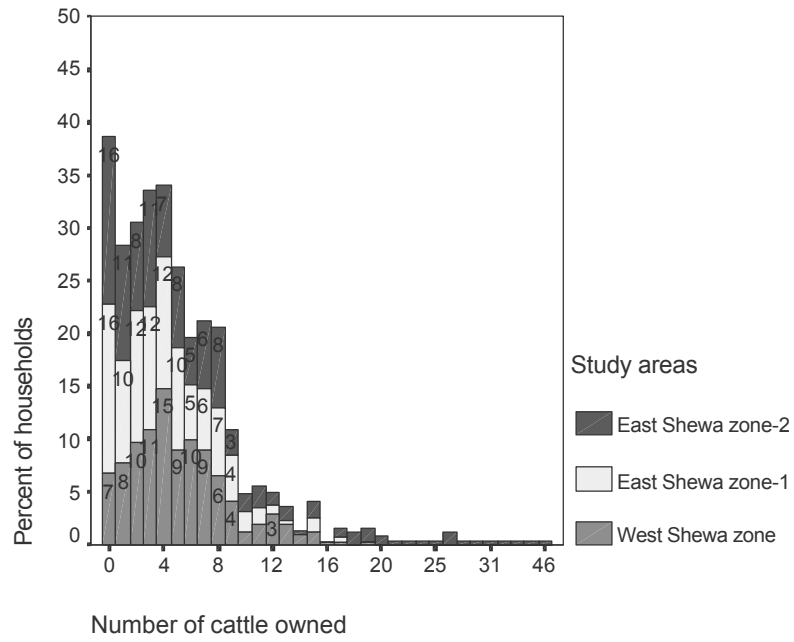 50
45
40
35
30
25
20
15
10
5
0
Percent of households
16 11 8 11 7 8 5 6 8 3
16 10 12 12 12 10 5 6 7 4
7 8 10 11 15 9 10 9 6 4 3
0 4 8 12 16 20 25 31 46
Number of cattle owned
Study areas
East Shewa zone-2
East Shewa zone-1
West Shewa zone